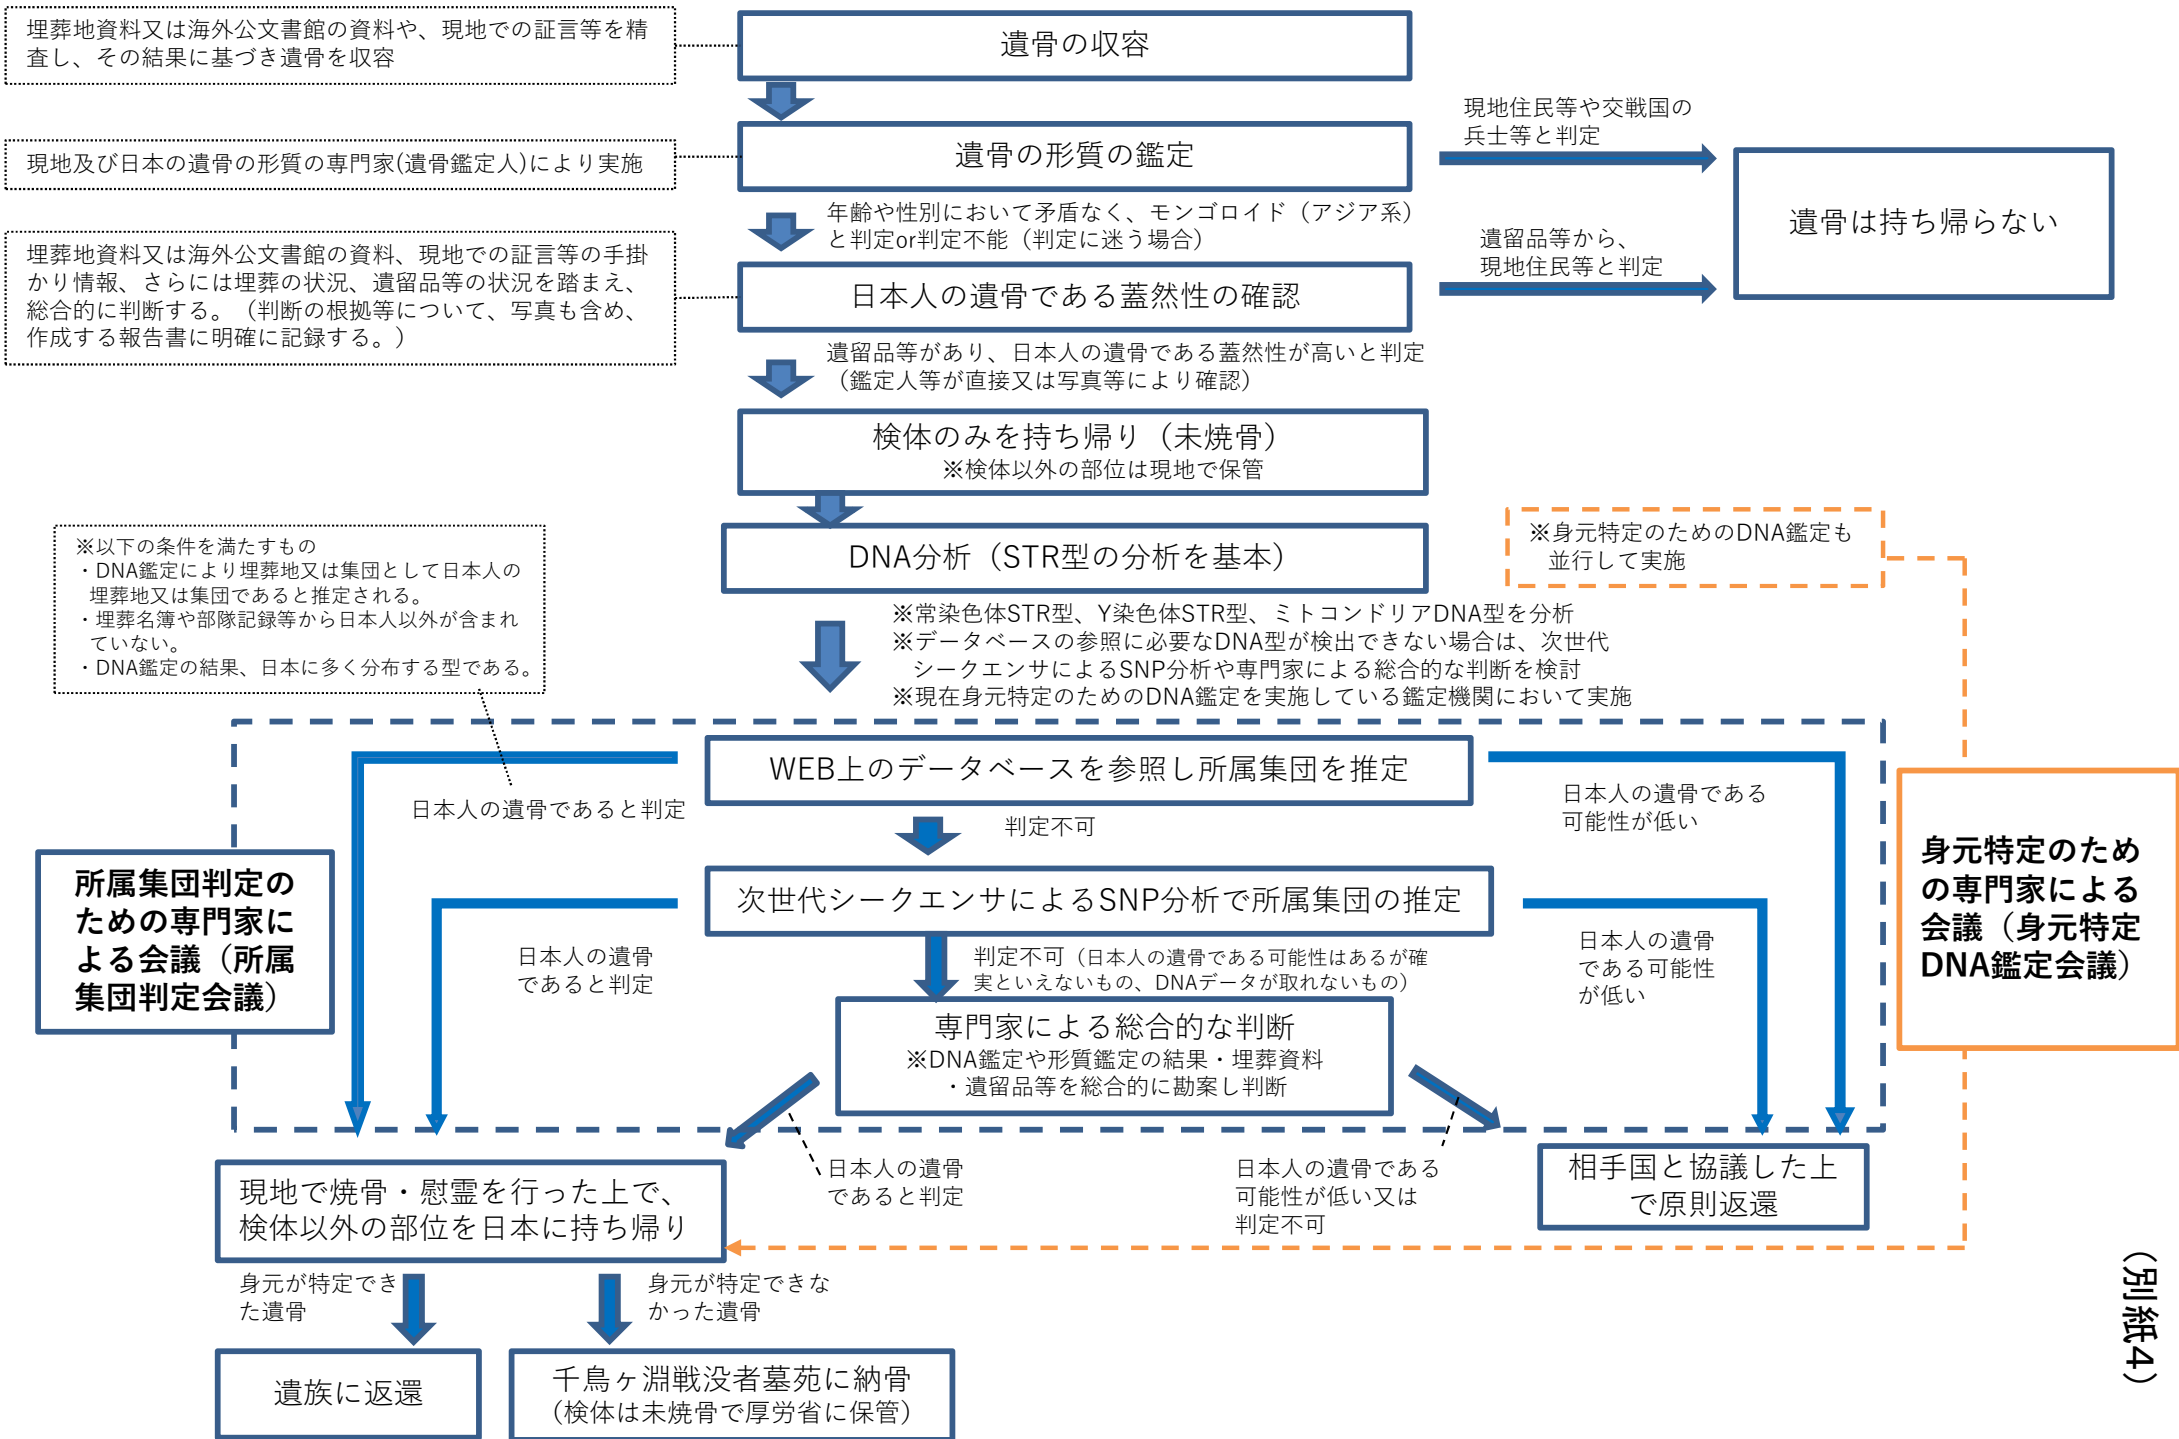 埋葬地資料又は海外公文書館の資料や、現地での証言等を精
査し、その結果に基づき遺骨を収容
遺骨の収容
現地及び日本の遺骨の形質の専門家(遺骨鑑定人)により実施
遺骨の形質の鑑定
現地住民等や交戦国の
兵士等と判定
遺骨は持ち帰らない
年齢や性別において矛盾なく、モンゴロイド（アジア系）
と判定or判定不能（判定に迷う場合）
遺留品等から、
現地住民等と判定
埋葬地資料又は海外公文書館の資料、現地での証言等の手掛
かり情報、さらには埋葬の状況、遺留品等の状況を踏まえ、
総合的に判断する。（判断の根拠等について、写真も含め、
作成する報告書に明確に記録する。）
日本人の遺骨である蓋然性の確認
遺留品等があり、日本人の遺骨である蓋然性が高いと判定
（鑑定人等が直接又は写真等により確認）
検体のみを持ち帰り（未焼骨）
※検体以外の部位は現地で保管
DNA分析（STR型の分析を基本）
※身元特定のためのDNA鑑定も
並行して実施
※以下の条件を満たすもの
・DNA鑑定により埋葬地又は集団として日本人の
埋葬地又は集団であると推定される。
・埋葬名簿や部隊記録等から日本人以外が含まれ
ていない。
・DNA鑑定の結果、日本に多く分布する型である。
※常染色体STR型、Y染色体STR型、ミトコンドリアDNA型を分析
※データベースの参照に必要なDNA型が検出できない場合は、次世代
シークエンサによるSNP分析や専門家による総合的な判断を検討
※現在身元特定のためのDNA鑑定を実施している鑑定機関において実施
WEB上のデータベースを参照し所属集団を推定
日本人の遺骨であると判定
判定不可
日本人の遺骨である
可能性が低い
所属集団判定の
ための専門家に
よる会議（所属
集団判定会議）
身元特定のため
の専門家による
会議（身元特定
DNA鑑定会議）
次世代シークエンサによるSNP分析で所属集団の推定
日本人の遺骨
であると判定
判定不可（日本人の遺骨である可能性はあるが確
実といえないもの、DNAデータが取れないもの）
日本人の遺骨
である可能性
が低い
専門家による総合的な判断
※DNA鑑定や形質鑑定の結果・埋葬資料
・遺留品等を総合的に勘案し判断
日本人の遺骨
であると判定
日本人の遺骨である
可能性が低い又は
判定不可
現地で焼骨・慰霊を行った上で、
検体以外の部位を日本に持ち帰り
相手国と協議した上
で原則返還
身元が特定でき
た遺骨
身元が特定できな
かった遺骨
遺族に返還
千鳥ヶ淵戦没者墓苑に納骨
（検体は未焼骨で厚労省に保管）
（別紙4）